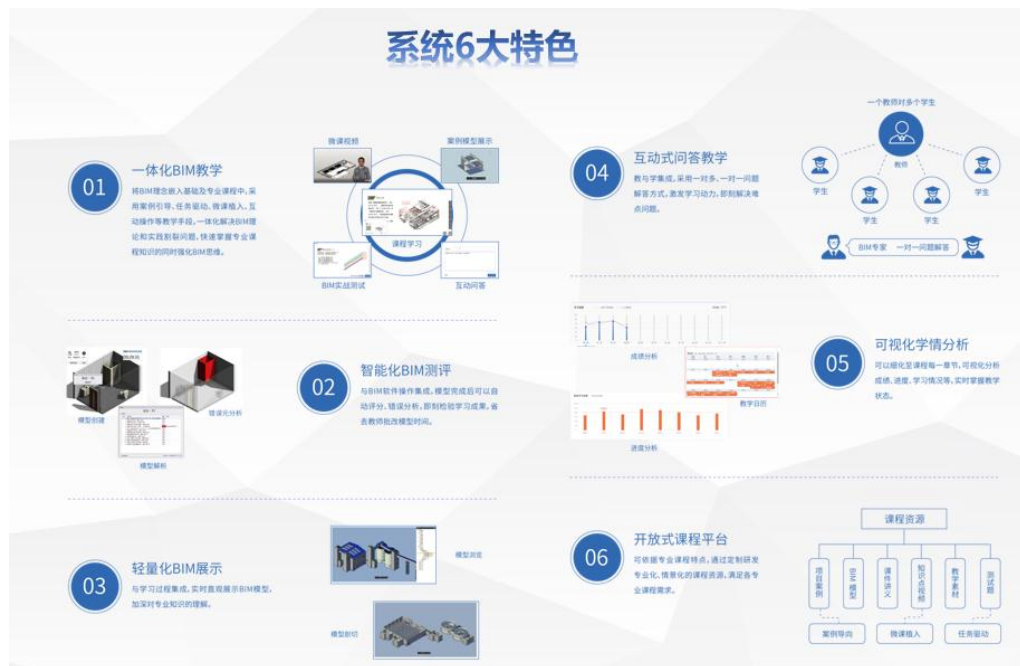 系统6大特色
01
一体化BIM教学
将BIM理念嵌入基础及专业课程中,采
用案例引导、任务驱动、微课植入、互
动操作等教学手段,一体化解决BIM理
论和实践割裂问题,快速掌握专业课
程知识的同时强化BIM思维。
微课视频
案例模型展示
课程学习
BIM实战测试
互动问答
02
智能化BIM测评
与BIM软件操作集成,模型完成后可以自
动评分、错误分析,即刻检验学习成果,省
去教师批改模型时间。
模型创建
错误元分析
模型解析
03
轻量化BIM展示
与学习过程集成,实时直观展示BIM模型,
加深对专业知识的理解。
模型浏览
模型剖切
04
互动式问答教学
教与学集成,采用一对多、一对一问题
解答方式,激发学习动力,即刻解决难
点问题。
一个教师对多个学生
教师
学生
学生
学生
学生
BIM专家 一对一问题解答
05
可视化学情分析
可以细化至课程每一章节,可视化分析
成绩、进度、学习情况等,实时掌握教学
状态。
成绩分析
教学日历
进度分析
06
开放式课程平台
可依据专业课程特点,通过定制研发
专业化、情景化的课程资源,满足各专
业课程需求。
课程资源
项目案例
BIM模型
课件讲义
知识点视频
教学素材
测试题
案例导向
微课植入
任务驱动